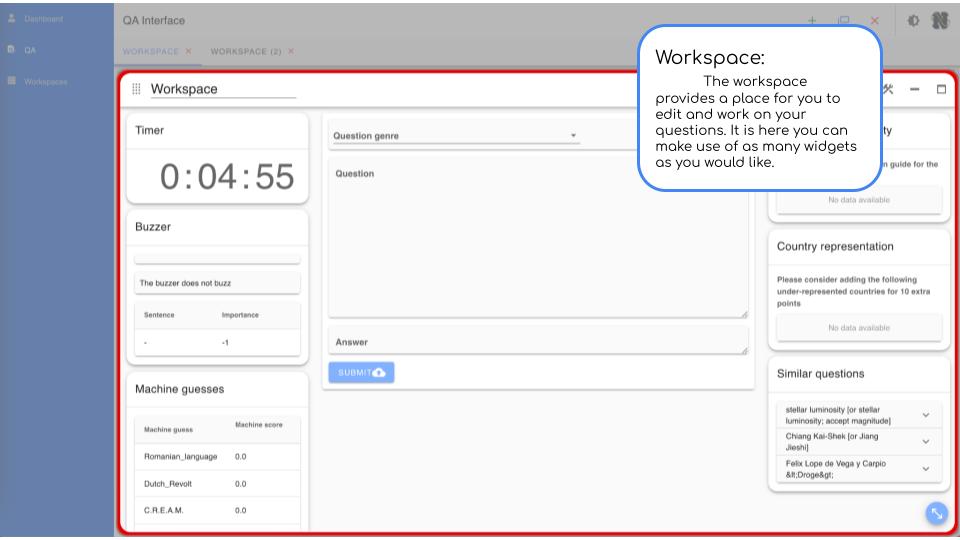 Dashboard
QA
Workspaces
QA Interface
WORKSPACE
WORKSPACE (2)
Workspace:
The workspace
provides a place for you to
edit and work on your
questions. It is here you can
make use of as many widgets
as you would like.
Workspace
Timer
0:04:55
Buzzer
The buzzer does not buzz
Sentence Importance
- -1
Machine guesses
Machine guess Machine score
Romanian_language 0.0
Dutch_Revolt 0.0
C.R.E.A.M. 0.0
Question genre
Question
Answer
SUBMIT
guide for the
No data available
Country representation
Please consider adding the following
under-represented countries for 10 extra
points
No data available
Similar questions
stellar luminosity [or stellar
luminosity; accept magnitude]
Chiang Kai-Shek [or Jiang
Jieshi]
Felix Lope de Vega y Carpio
&lt;Droge&gt;